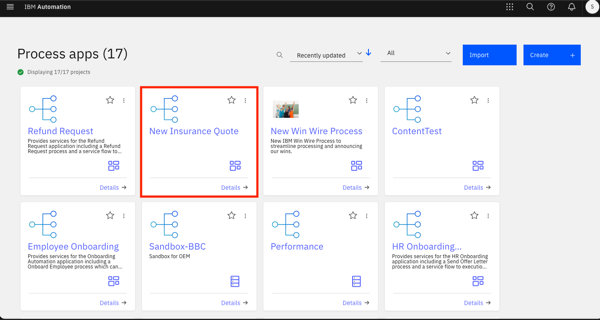 IBM Automation
S
Process apps (17)
Recently updated
All
Import
Create +
Displaying 17/17 projects
Refund Request
Provides services for the Refund
Request application including a Refund
Request process and a service flow to...
Details
New Insurance Quote
Details
New Win Wire Process
New IBM Win Wire Process to
streamline processing and announcing
our wins.
Details
ContentTest
Details
Employee Onboarding
Provides services for the Onboarding
Automation application including a
Onboard Employee process which can...
Details
Sandbox-BBC
Sandbox for OEM
Details
Performance
Details
HR Onboarding...
Provides services for the HR Onboarding
application including a Send Offer Letter
process and a service flow to executio...
Details